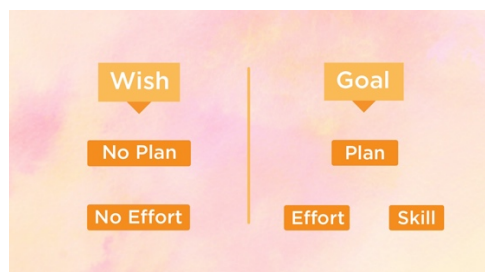 Wish
No Plan
No Effort
Goal
Plan
Effort Skill